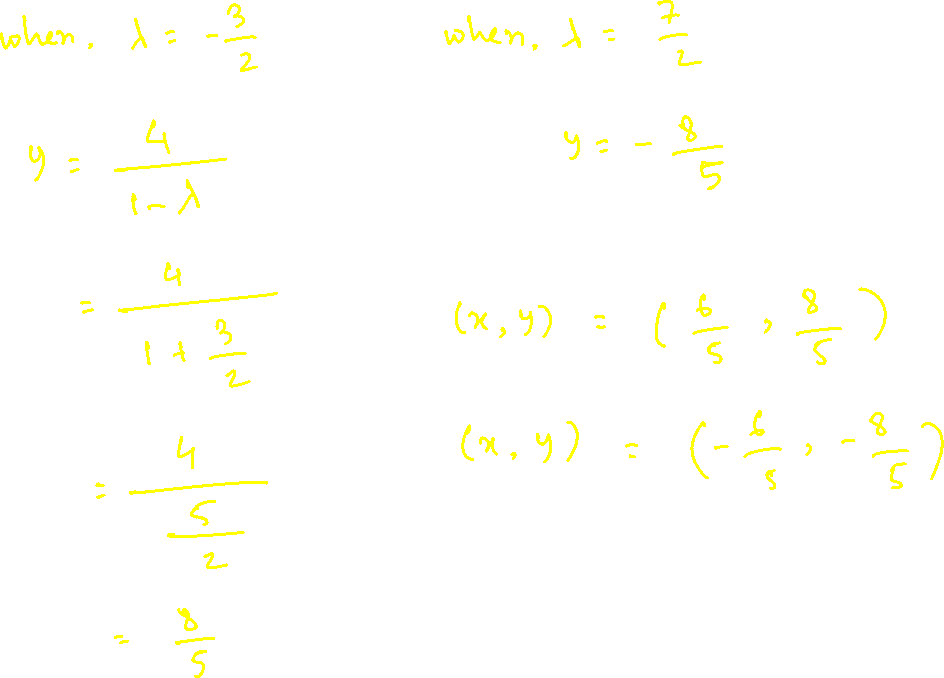 when, λ = -3/2
y = 4/(1-λ)
= 4/(1+3/2)
= 4/(5/2)
= 8/5
when, λ = 7/2
y = -8/5
(x, y) = (6/5, 8/5)
(x, y) = (-6/5, -8/5)